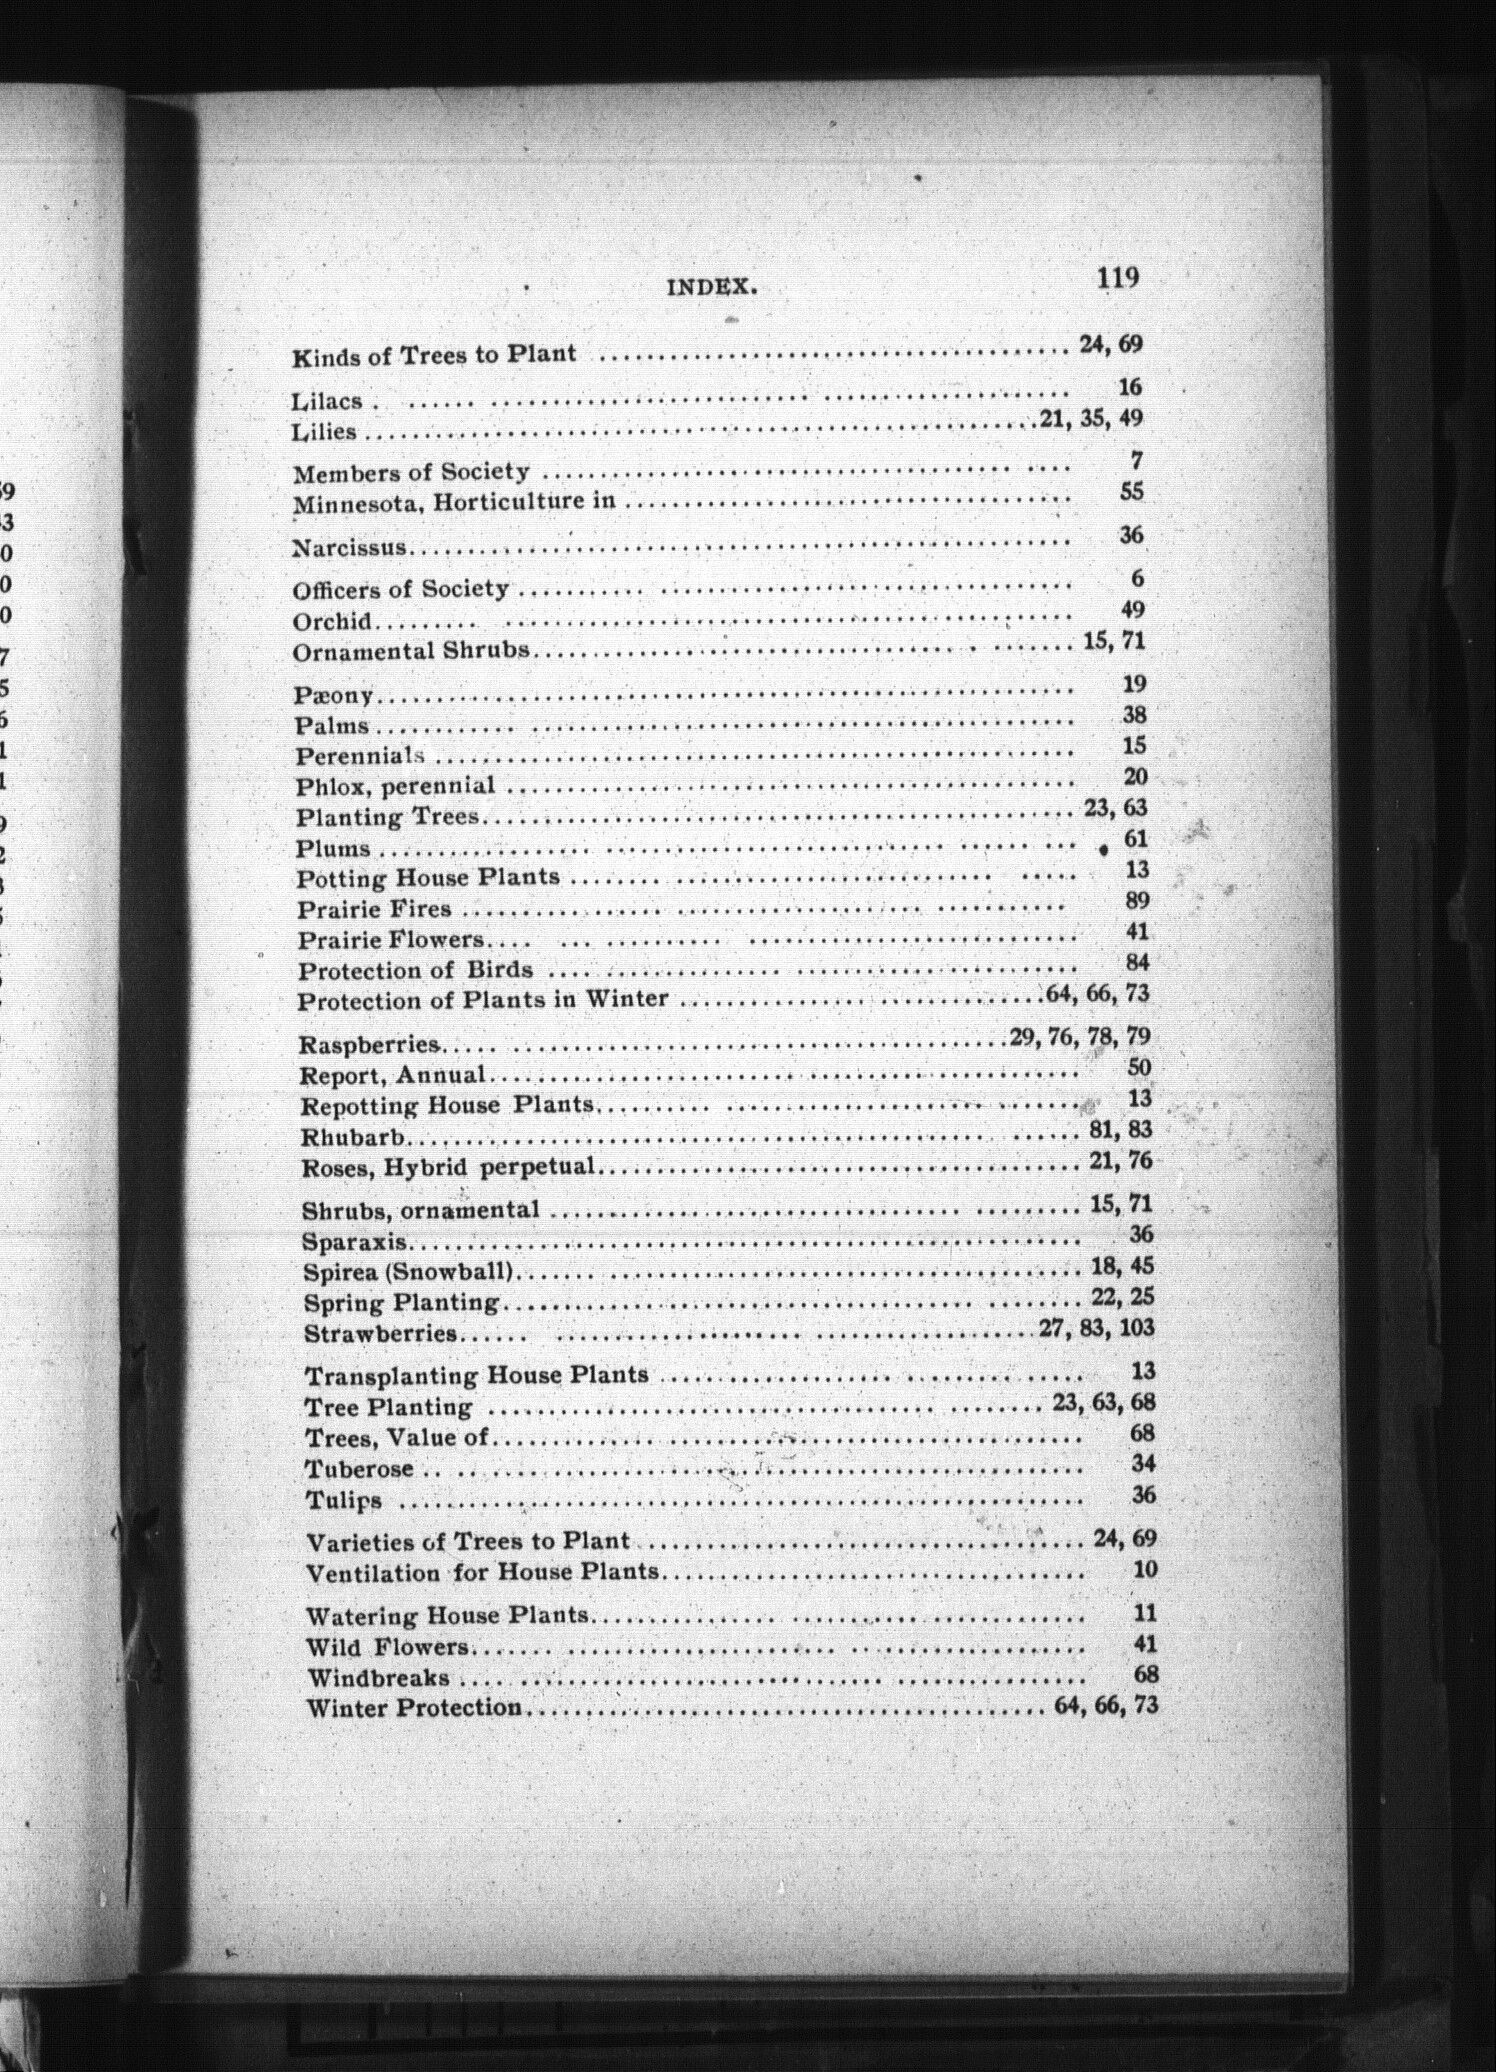 INDEX. 119
Kinds of Trees to Plant ........................................ 24, 69
Lilacs . ...... ........................... ..................... 16
Lilies .........................................................21, 35, 49
Members of Society ........................................ .... 7
Minnesota, Horticulture in ...................................... 55
Narcissus........................................................ 36
Officers of Society ........... ................................... 6
Orchid......... ................................................ 49
Ornamental Shrubs.................................... . ....... 15, 71
Pæony........................................................... 19
Palms ............ .............................................. 38
Perennials ...................................................... 15
Phlox, perennial ................................................ 20
Planting Trees.................................................. 23, 63
Plums .................. ............................. ....... ... 61
Potting House Plants ........ ........................... ..... 13
Prairie Fires ................. ..................... ........... 89
Prairie Flowers.... ... .......... ............................ 41
Protection of Birds .... ............... ........................ 84
Protection of Plants in Winter ................ ..............64, 66, 73
Raspberries..... ..........................................29, 76, 78, 79
Report, Annual.................................................. 50
Repotting House Plants.......... ...................... ....... 13
Rhubarb................................................. ...... 81, 83
Roses, Hybrid perpetual......................................... 21, 76
Shrubs, ornamental ................................... ......... 15, 71
Sparaxis......................................................... 36
Spirea (Snowball)....... ........................................ 18, 45
Spring Planting........................................ ........ 22, 25
Strawberries...... ..................... ...................27, 83, 103
Transplanting House Plants .................... ......... ..... 13
Tree Planting ...................................... ........ 23, 63, 68
Trees, Value of.............. ................................... 68
Tuberose .. .. .................................................. 34
Tulips .......................................................... 36
Varieties of Trees to Plant ...................................... 24, 69
Ventilation for House Plants.................................... 10
Watering House Plants................ ......................... 11
Wild Flowers....... ....................... .................... 41
Windbreaks .... ............................... ................ 68
Winter Protection............................................ 64, 66, 73